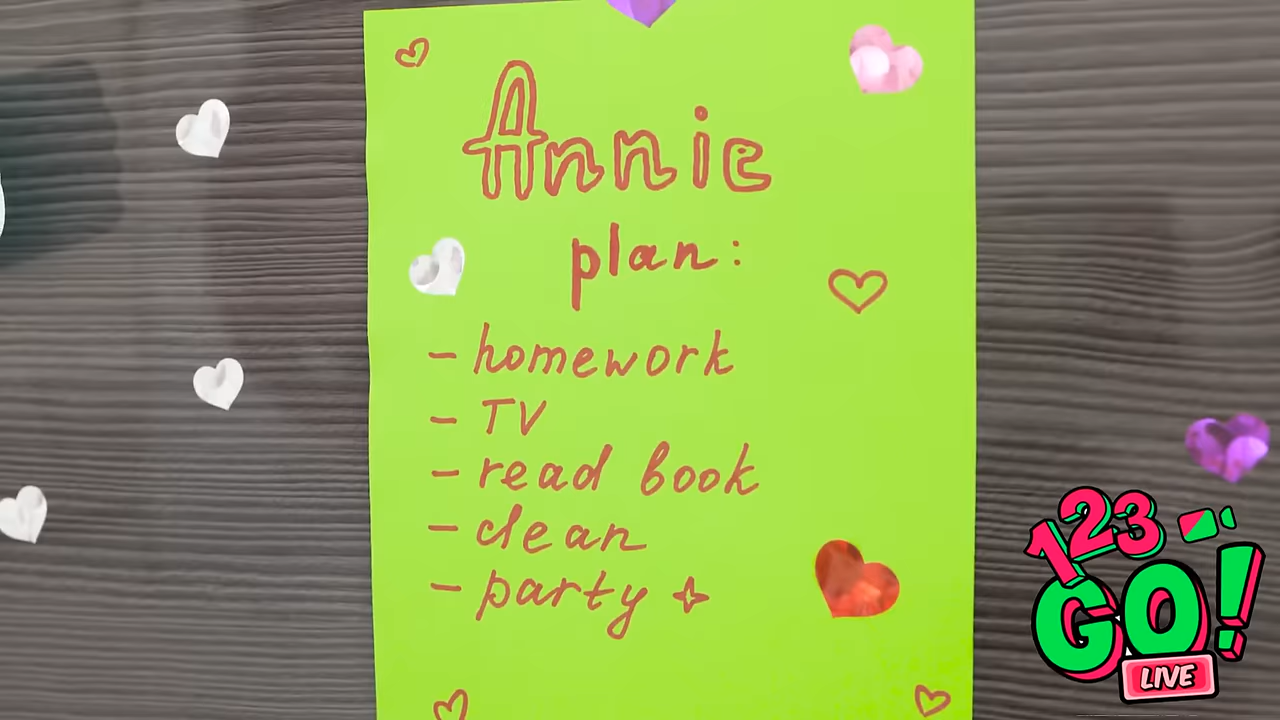 Annie
plan:
- homework
- TV
- read book
- clean
- party
123
GO!
LIVE